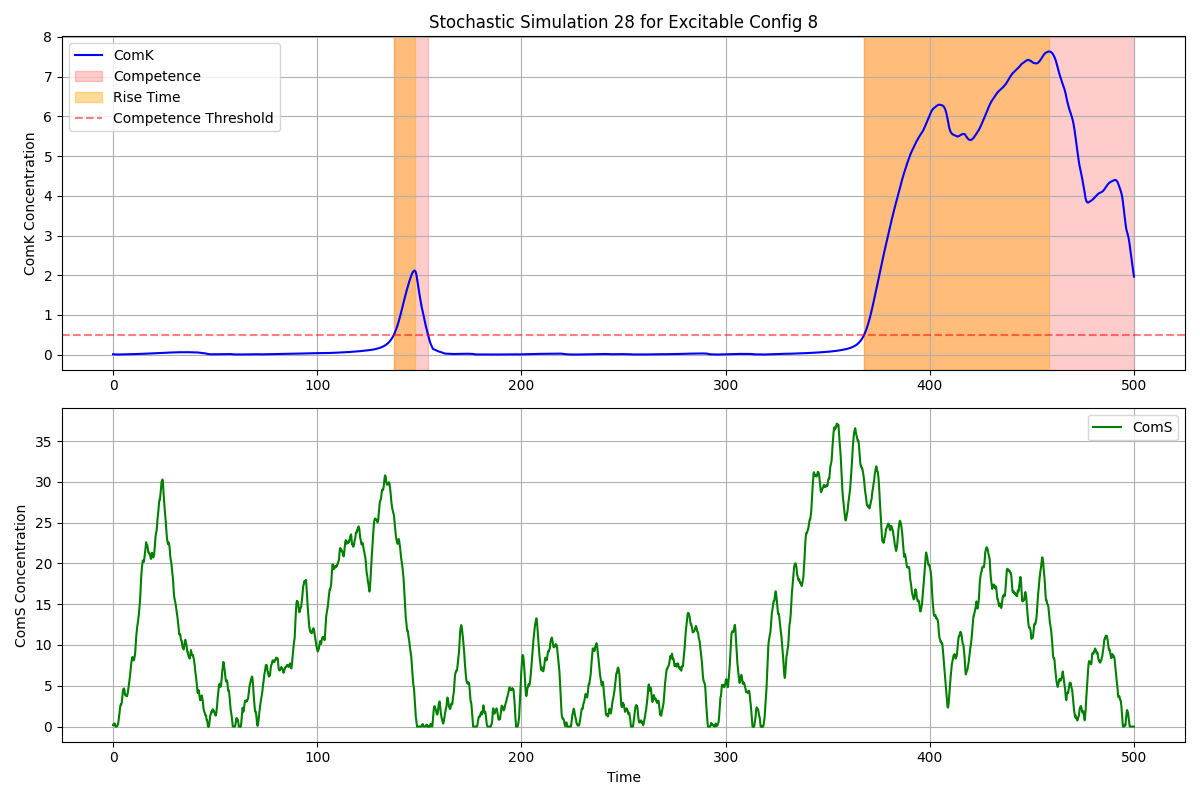 Stochastic Simulation 28 for Excitable Config 8
ComK Concentration
8
7
6
5
4
3
2
1
0
ComK
Competence
Rise Time
Competence Threshold
0 100 200 300 400 500
ComS Concentration
35
30
25
20
15
10
5
0
ComS
0 100 200 300 400 500
Time